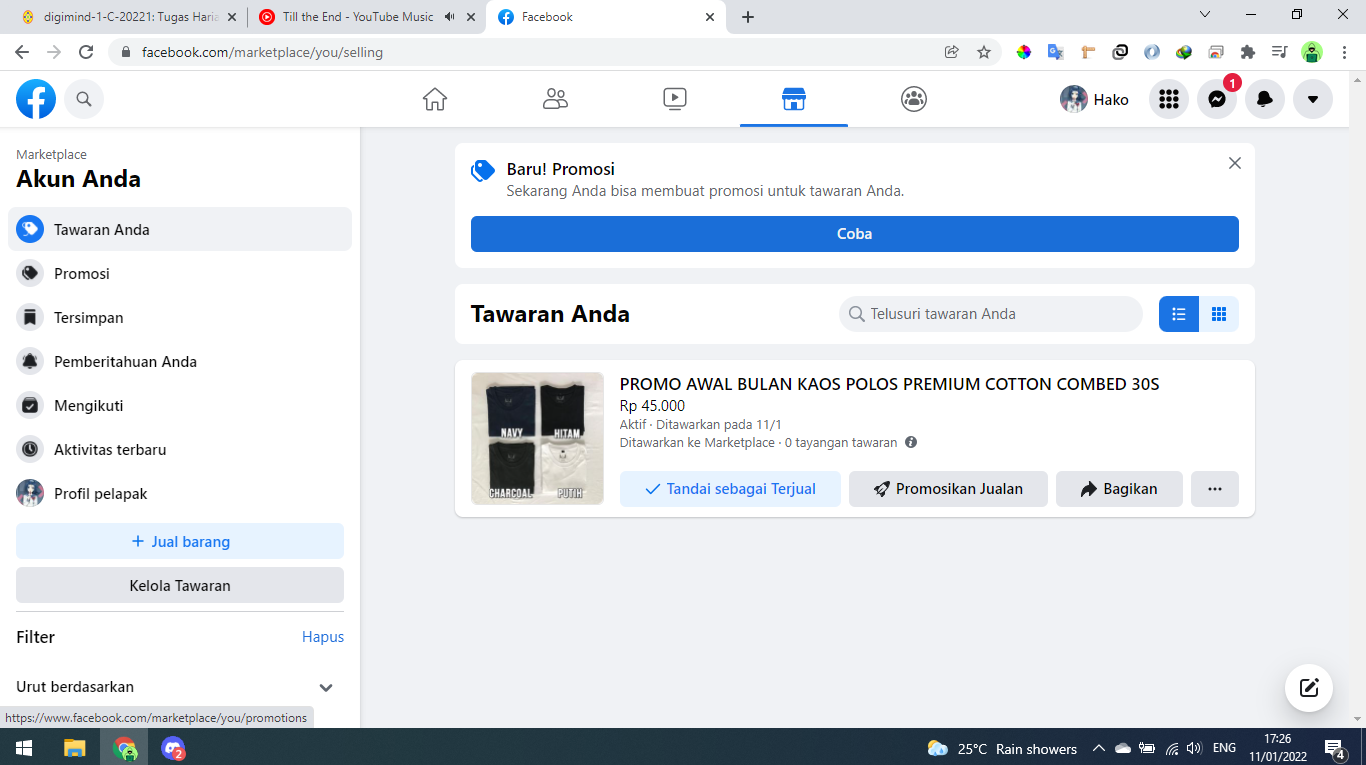 digimind-1-C-20221: Tugas Haria
Till the End - YouTube Music
Facebook
facebook.com/marketplace/you/selling
Hako
1
Marketplace
Akun Anda
Tawaran Anda
Promosi
Tersimpan
Pemberitahuan Anda
Mengikuti
Aktivitas terbaru
Profil pelapak
+ Jual barang
Kelola Tawaran
Filter
Hapus
Urut berdasarkan
https://www.facebook.com/marketplace/you/promotions
Baru! Promosi
Sekarang Anda bisa membuat promosi untuk tawaran Anda.
Coba
Tawaran Anda
Telusuri tawaran Anda
NAVY
HITAM
CHARCOAL
PUTIH
PROMO AWAL BULAN KAOS POLOS PREMIUM COTTON COMBED 30S
Rp 45.000
Aktif · Ditawarkan pada 11/1
Ditawarkan ke Marketplace · 0 tayangan tawaran
Tandai sebagai Terjual
Promosikan Jualan
Bagikan
2
25°C Rain showers
ENG
17:26
11/01/2022
4